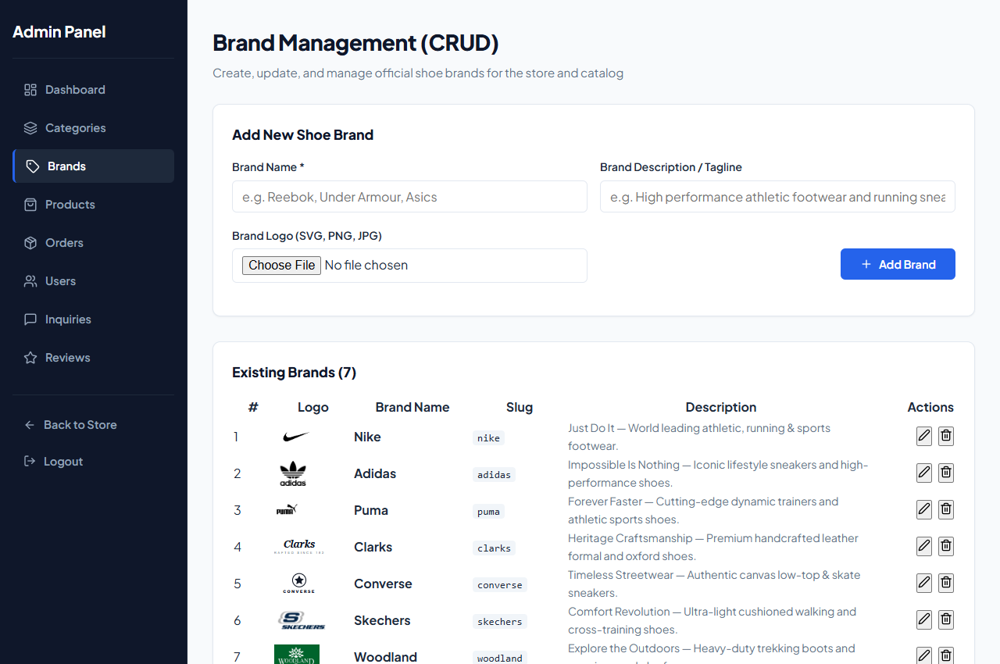 Admin Panel
Dashboard
Categories
Brands
Products
Orders
Users
Inquiries
Reviews
Back to Store
Logout
Brand Management (CRUD)
Create, update, and manage official shoe brands for the store and catalog
Add New Shoe Brand
Brand Name *
Brand Description / Tagline
e.g. Reebok, Under Armour, Asics
e.g. High performance athletic footwear and running snea
Brand Logo (SVG, PNG, JPG)
Choose File No file chosen
Add Brand
Existing Brands (7)
# Logo Brand Name Slug Description Actions
1 Nike nike Just Do It — World leading athletic, running & sports
footwear.
2 adidas Adidas adidas Impossible Is Nothing — Iconic lifestyle sneakers and high-
performance shoes.
3 PUMA Puma puma Forever Faster — Cutting-edge dynamic trainers and
athletic sports shoes.
4 Clarks Clarks clarks Heritage Craftsmanship — Premium handcrafted leather
formal and oxford shoes.
5 CONVERSE Converse converse Timeless Streetwear — Authentic canvas low-top & skate
sneakers.
6 SKECHERS Skechers skechers Comfort Revolution — Ultra-light cushioned walking and
cross-training shoes.
7 WOODLAND Woodland woodland Explore the Outdoors — Heavy-duty trekking boots and